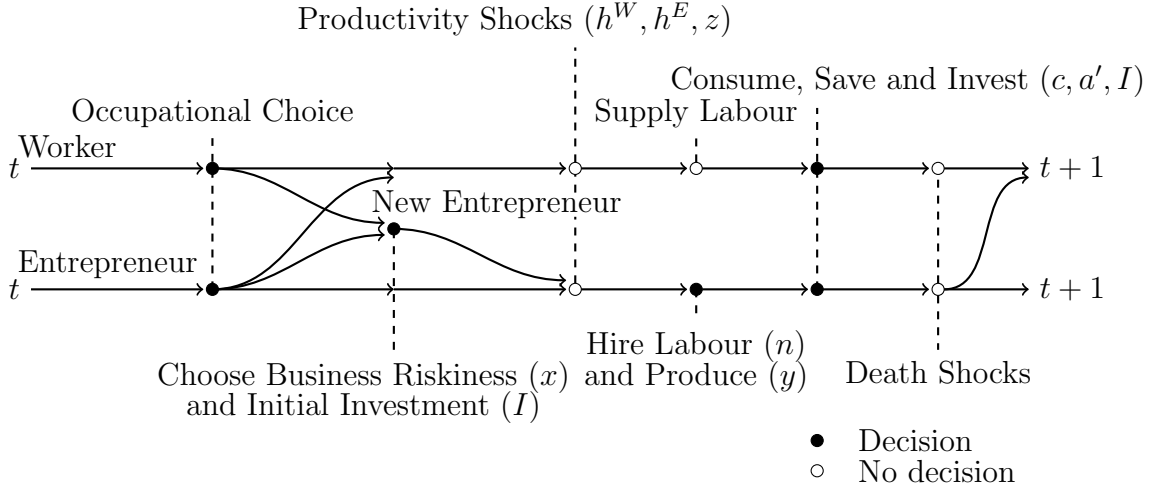 Productivity Shocks (h^W, h^E, z)
Consume, Save and Invest (c, a′, I)
Occupational Choice
Supply Labour
Worker
t
t + 1
New Entrepreneur
Entrepreneur
t
t + 1
Hire Labour (n)
and Produce (y)
Choose Business Riskiness (x)
and Initial Investment (I)
Death Shocks
Decision
No decision